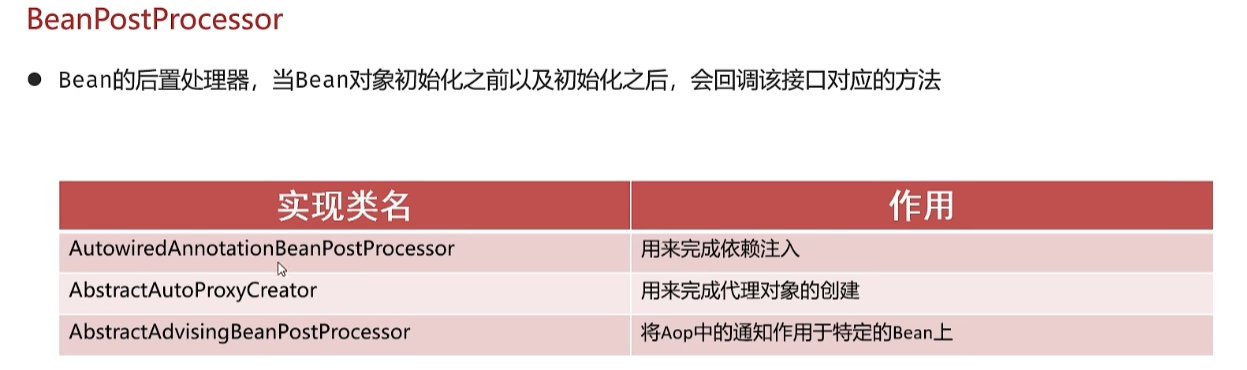 BeanPostProcessor
● Bean的后置处理器，当Bean对象初始化之前以及初始化之后，会回调该接口对应的方法
实现类名 作用
AutowiredAnnotationBeanPostProcessor 用来完成依赖注入
AbstractAutoProxyCreator 用来完成代理对象的创建
AbstractAdvisingBeanPostProcessor 将Aop中的通知作用于特定的Bean上